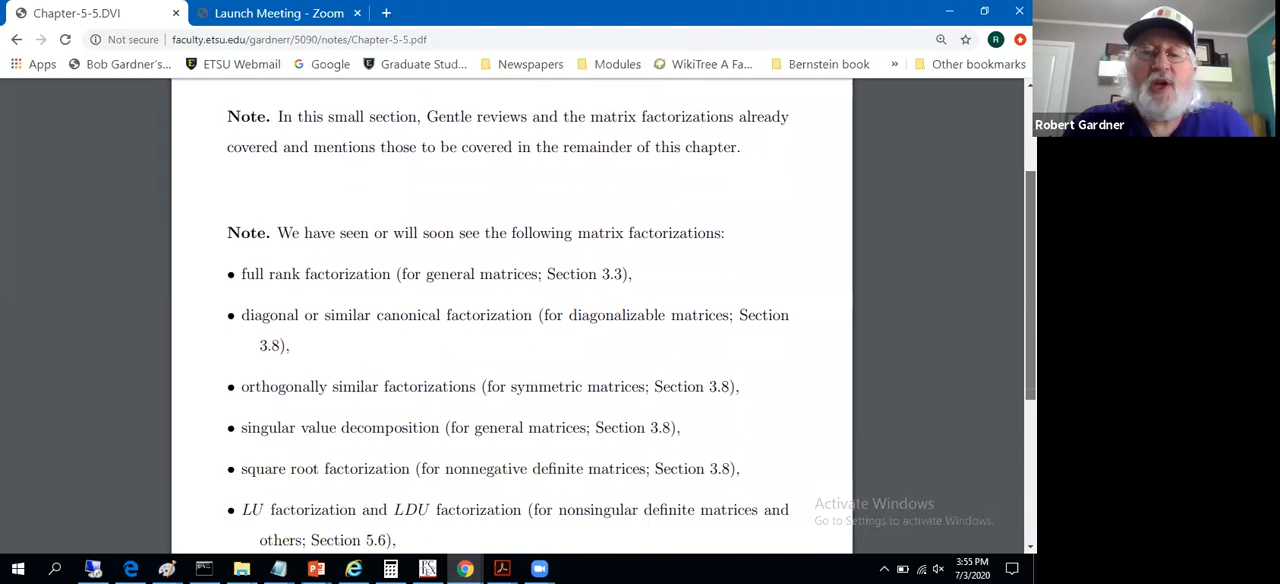 Chapter-5-5.DVI
Launch Meeting - Zoom
Not secure
faculty.etsu.edu/gardnerr/5090/notes/Chapter-5-5.pdf
R
Apps
Bob Gardner's...
ETSU Webmail
Google
Graduate Stud...
Newspapers
Modules
WikiTree A Fa...
Bernstein book
»
Other bookmarks
Robert Gardner
Note. In this small section, Gentle reviews and the matrix factorizations already
covered and mentions those to be covered in the remainder of this chapter.
Note. We have seen or will soon see the following matrix factorizations:
• full rank factorization (for general matrices; Section 3.3),
• diagonal or similar canonical factorization (for diagonalizable matrices; Section
3.8),
• orthogonally similar factorizations (for symmetric matrices; Section 3.8),
• singular value decomposition (for general matrices; Section 3.8),
• square root factorization (for nonnegative definite matrices; Section 3.8),
• LU factorization and LDU factorization (for nonsingular definite matrices and
others; Section 5.6),
Activate Windows
Go to Settings to activate Windows.
3:55 PM
7/3/2020